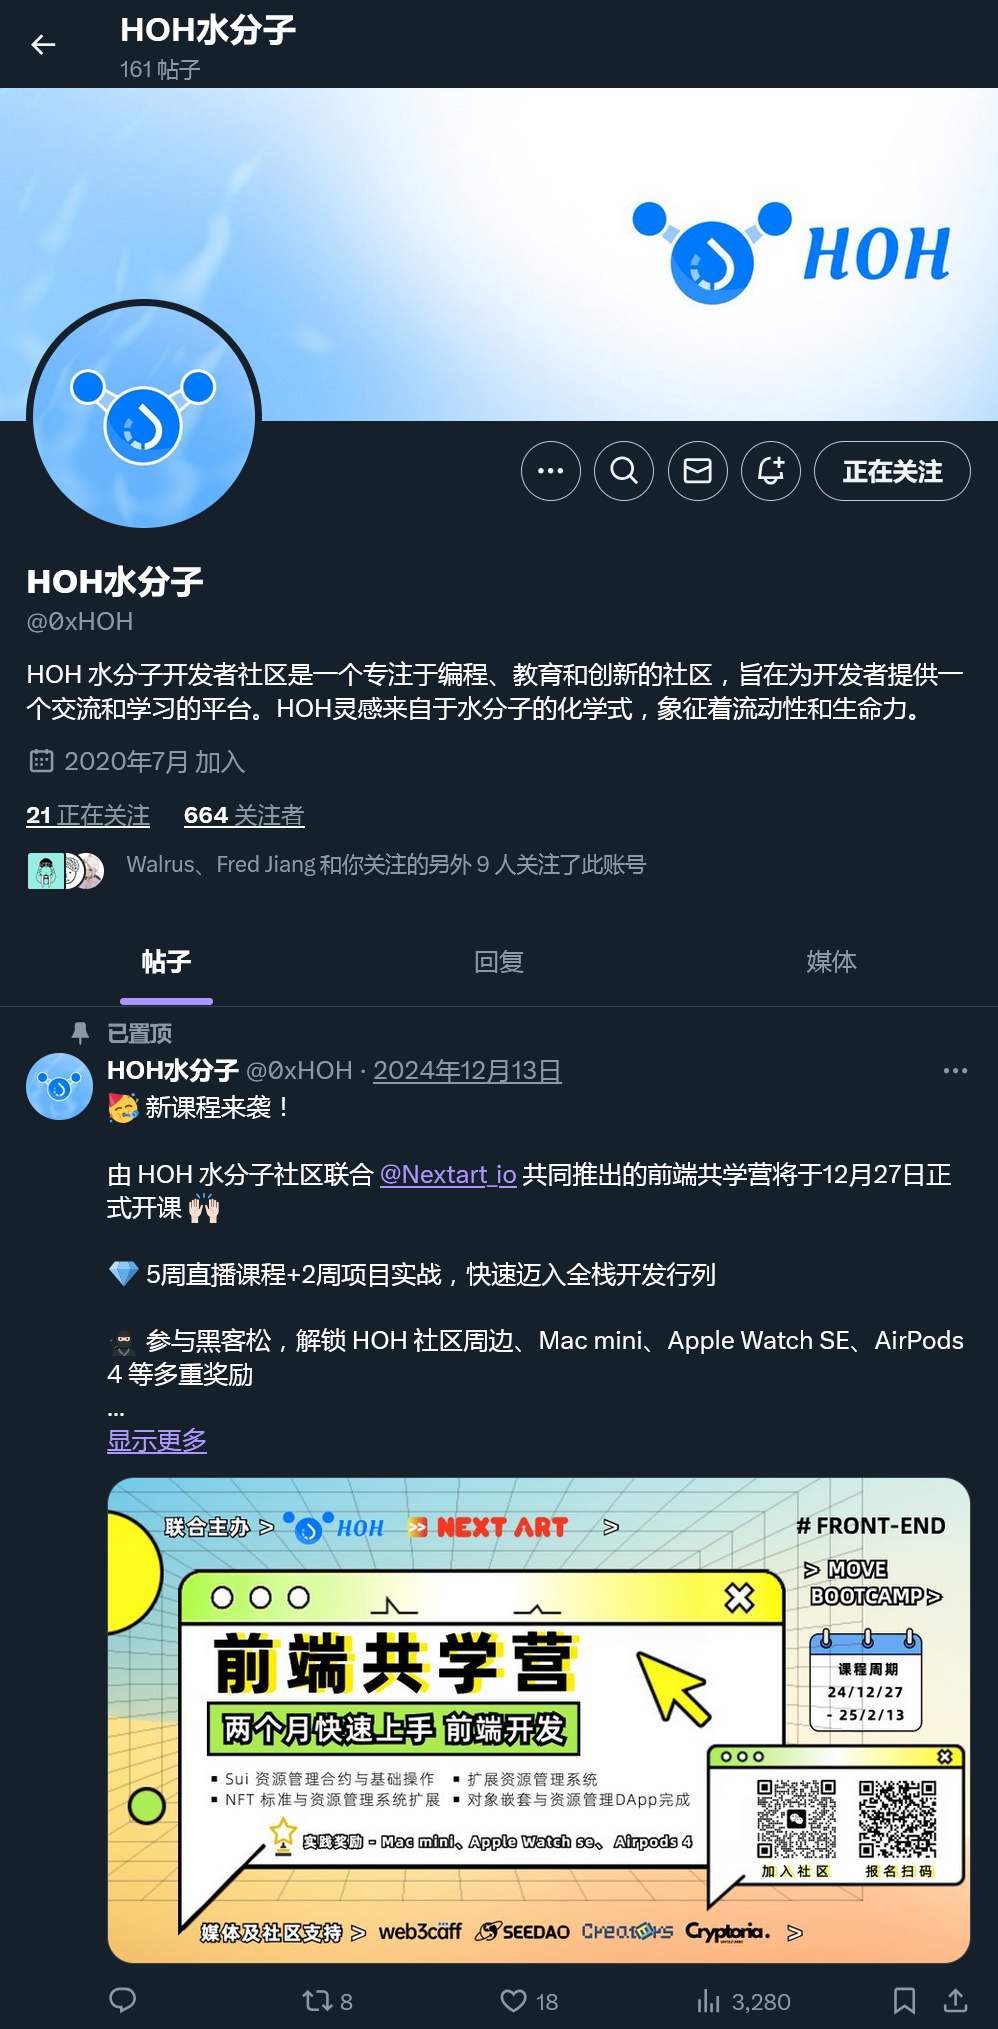 HOH水分子
161 帖子
HOH
正在关注
HOH水分子
@0xHOH
HOH 水分子开发者社区是一个专注于编程、教育和创新的社区，旨在为开发者提供一
个交流和学习的平台。HOH灵感来自于水分子的化学式，象征着流动性和生命力。
2020年7月 加入
21 正在关注 664 关注者
Walrus、Fred Jiang 和你关注的另外 9 人关注了此账号
帖子 回复 媒体
已置顶
HOH水分子 @0xHOH · 2024年12月13日
🥳 新课程来袭！
由 HOH 水分子社区联合 @Nextart_io 共同推出的前端共学营将于12月27日正
式开课 🙌🏻
💎 5周直播课程+2周项目实战，快速迈入全栈开发行列
🥷 参与黑客松，解锁 HOH 社区周边、Mac mini、Apple Watch SE、AirPods
4 等多重奖励
...
显示更多
联合主办 > HOH NEXT ART >
# FRONT-END
> MOVE
BOOTCAMP >
前端共学营
两个月快速上手 前端开发
课程周期
24/12/27
- 25/2/13
▪ Sui 资源管理合约与基础操作 ▪ 扩展资源管理系统
▪ NFT 标准与资源管理系统扩展 ▪ 对象嵌套与资源管理DApp完成
实践奖励 - Mac mini、Apple Watch se、Airpods 4
加入社区 报名扫码
媒体及社区支持 > web3caff SEEDAO Creators Cryptoria. >
8 18 3,280